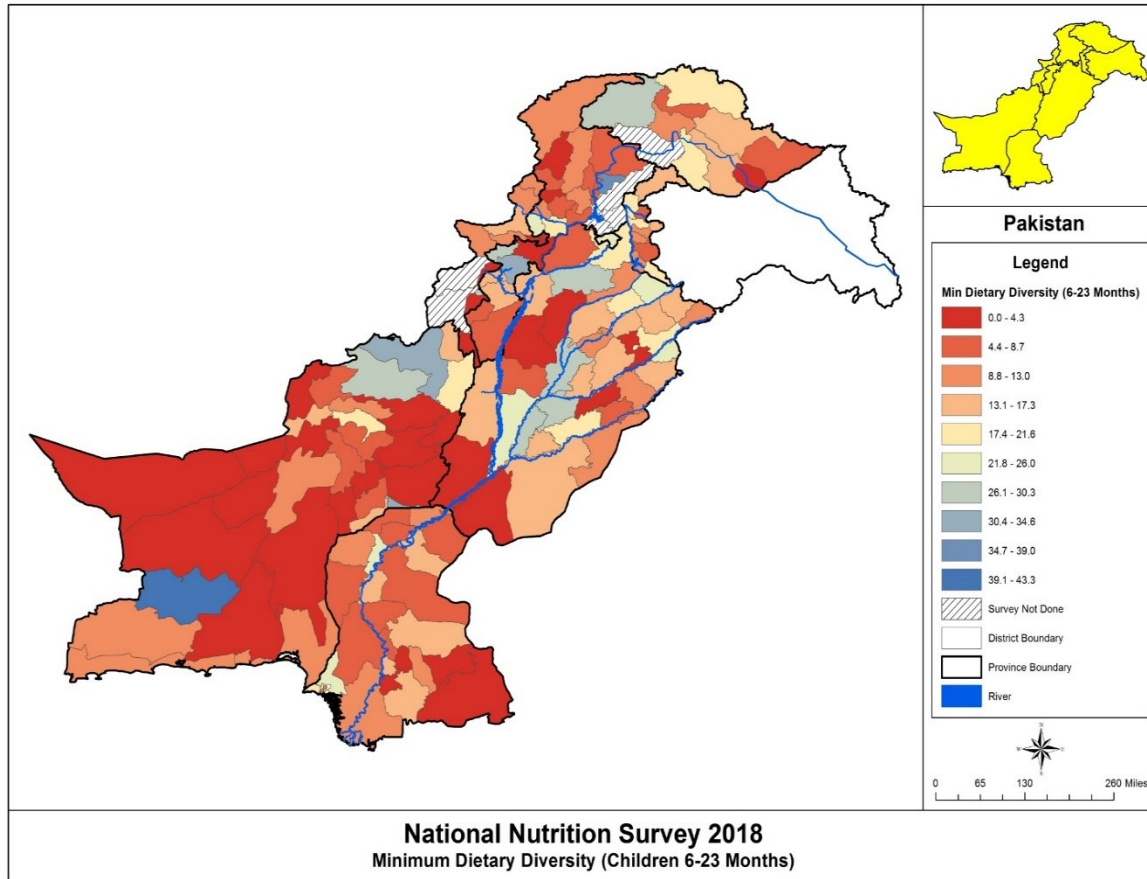 Pakistan
Legend
Min Dietary Diversity (6-23 Months)
0.0 - 4.3
4.4 - 8.7
8.8 - 13.0
13.1 - 17.3
17.4 - 21.6
21.8 - 26.0
26.1 - 30.3
30.4 - 34.6
34.7 - 39.0
39.1 - 43.3
Survey Not Done
District Boundary
Province Boundary
River
N
W E
S
0 65 130 260 Miles
National Nutrition Survey 2018
Minimum Dietary Diversity (Children 6-23 Months)